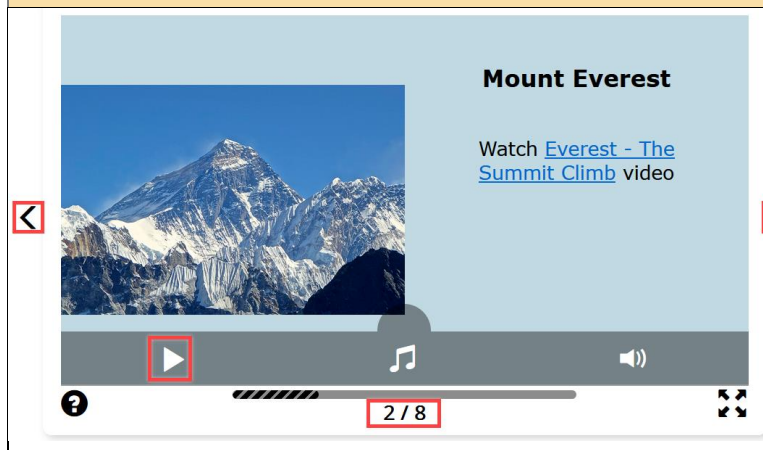 Mount Everest
Watch Everest - The
Summit Climb video
2 / 8